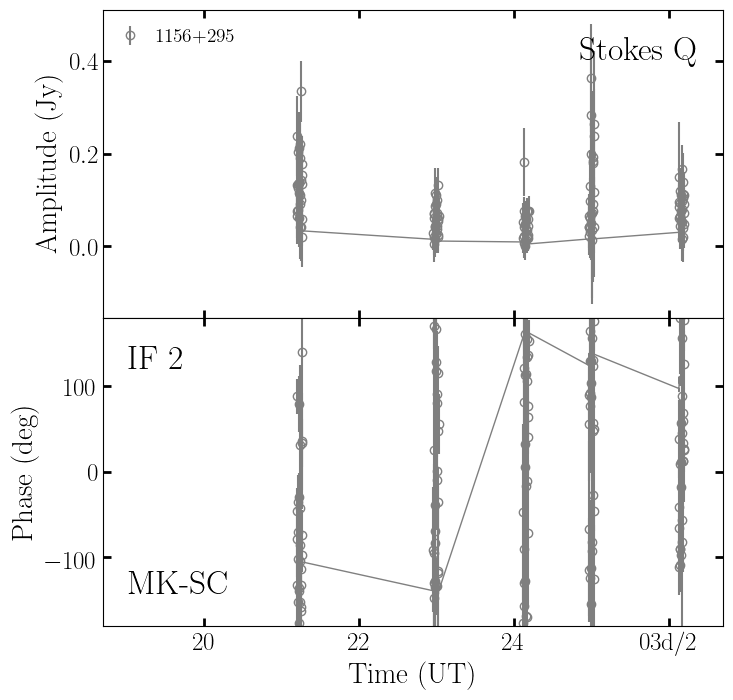 1156+295
Stokes Q
0.4
0.2
0.0
Amplitude (Jy)
IF 2
100
0
−100
Phase (deg)
MK-SC
20
22
24
03d/2
Time (UT)